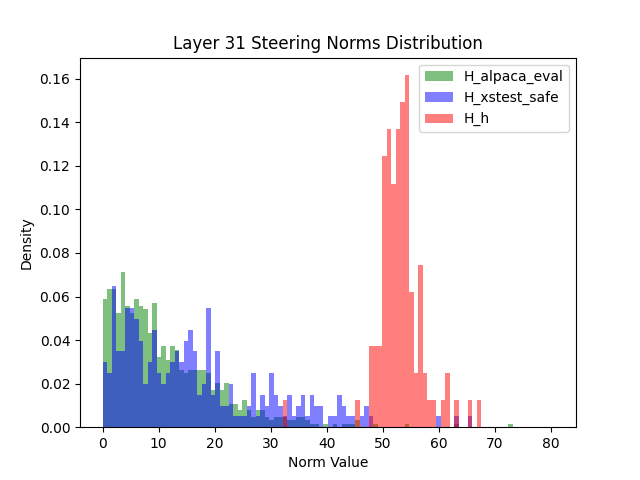 Layer 31 Steering Norms Distribution
H_alpaca_eval
H_xstest_safe
H_h
Density
0.16
0.14
0.12
0.10
0.08
0.06
0.04
0.02
0.00
0 10 20 30 40 50 60 70 80
Norm Value